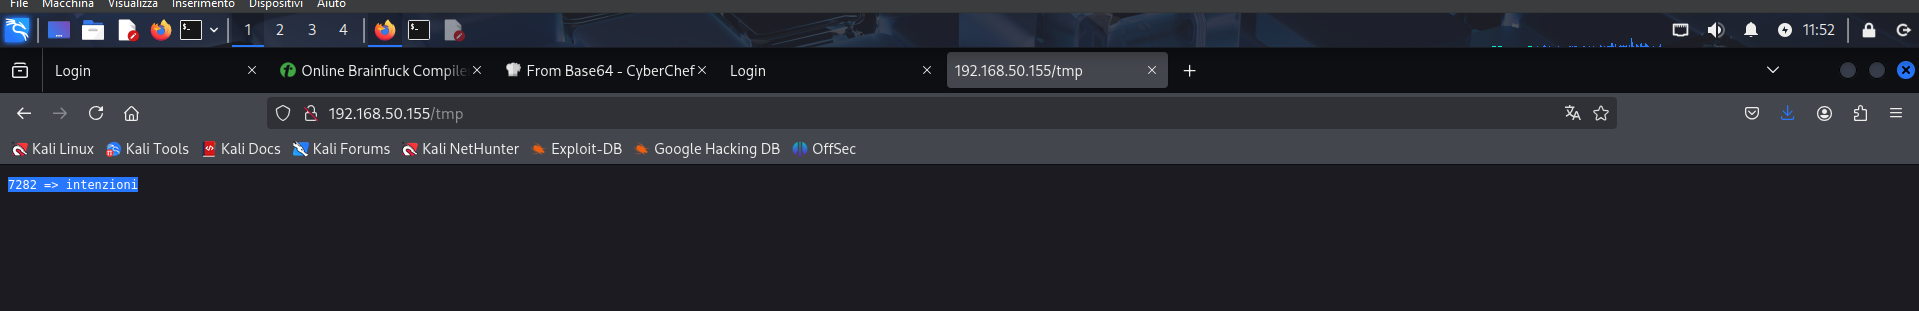 File Macchina Visualizza Inserimento Dispositivi Aiuto
1 2 3 4 11:52
Login Online Brainfuck Compile From Base64 - CyberChef Login 192.168.50.155/tmp
192.168.50.155/tmp
Kali Linux Kali Tools Kali Docs Kali Forums Kali NetHunter Exploit-DB Google Hacking DB OffSec
7282 => intenzioni